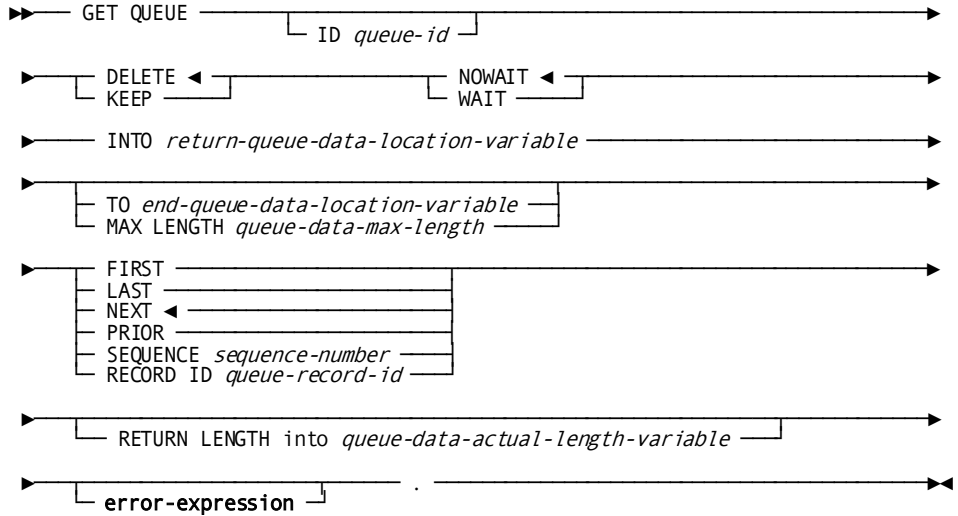 GET QUEUE
ID queue-id
DELETE ◄ NOWAIT ◄
KEEP WAIT
INTO return-queue-data-location-variable
TO end-queue-data-location-variable
MAX LENGTH queue-data-max-length
FIRST
LAST
NEXT ◄
PRIOR
SEQUENCE sequence-number
RECORD ID queue-record-id
RETURN LENGTH into queue-data-actual-length-variable
.
error-expression